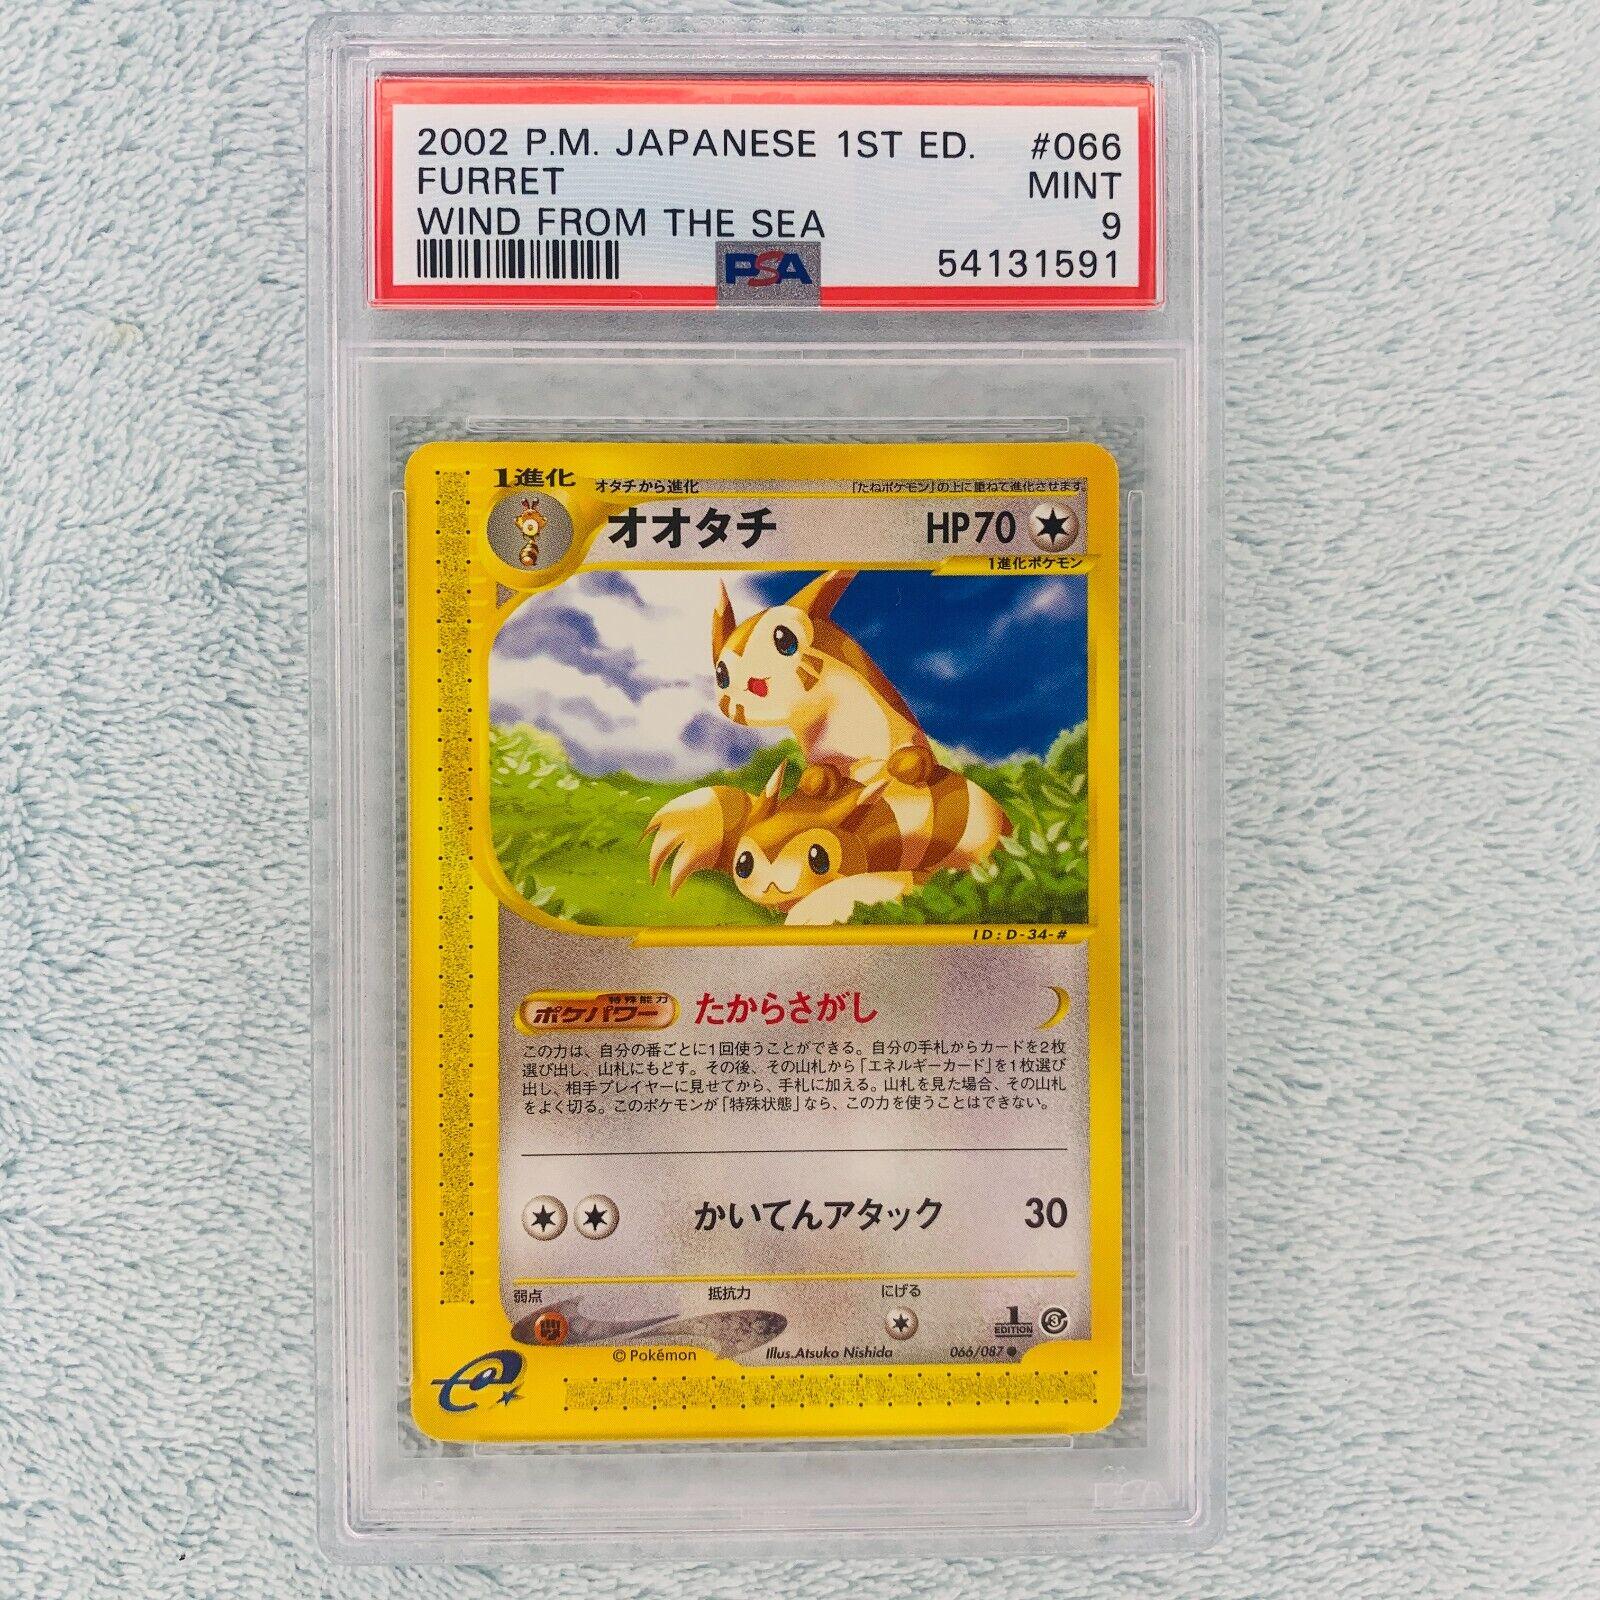 2002 P.M. JAPANESE 1ST ED. #066
FURRET MINT
WIND FROM THE SEA 9
PSA 54131591
1進化 オタチから進化 「たねポケモン」の上に重ねて進化させます。
オオタチ HP70
1進化ポケモン
ID:D-34-#
特殊能力
ポケパワー たからさがし
この力は、自分の番ごとに1回使うことができる。自分の手札からカードを2枚
選び出し、山札にもどす。その後、その山札から「エネルギーカード」を1枚選び
出し、相手プレイヤーに見せてから、手札に加える。山札を見た場合、その山札
をよく切る。このポケモンが「特殊状態」なら、この力を使うことはできない。
かいてんアタック 30
弱点 抵抗力 にげる
1
EDITION 3
©Pokémon Illus.Atsuko Nishida 066/087
e
PSA